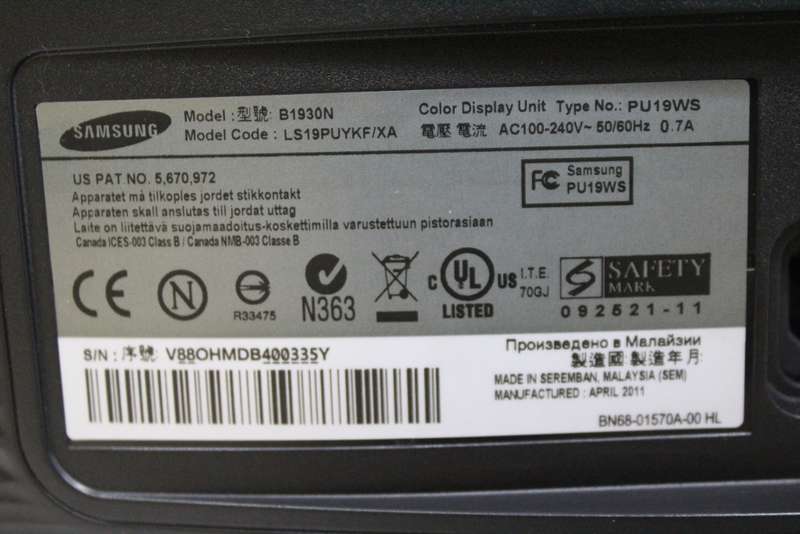 SAMSUNG
Model : 型號: B1930N
Model Code : LS19PUYKF/XA
Color Display Unit Type No.: PU19WS
電壓 電流 AC100-240V~ 50/60Hz 0.7A
US PAT NO. 5,670,972
Apparatet må tilkoples jordet stikkontakt
Apparaten skall anslutas till jordat uttag
Laite on liitettävä suojamaadoitus-koskettimilla varustettuun pistorasiaan
Canada ICES-003 Class B / Canada NMB-003 Classe B
FC Samsung
PU19WS
CE
N
R33475
N363
C UL US
LISTED
I.T.E.
70GJ
SAFETY
MARK
092521-11
S/N : 序號: V88OHMDB400335Y
Произведено в Малайзии
製造國 製造年月
MADE IN SEREMBAN, MALAYSIA (SEM)
MANUFACTURED : APRIL 2011
BN68-01570A-00 HL